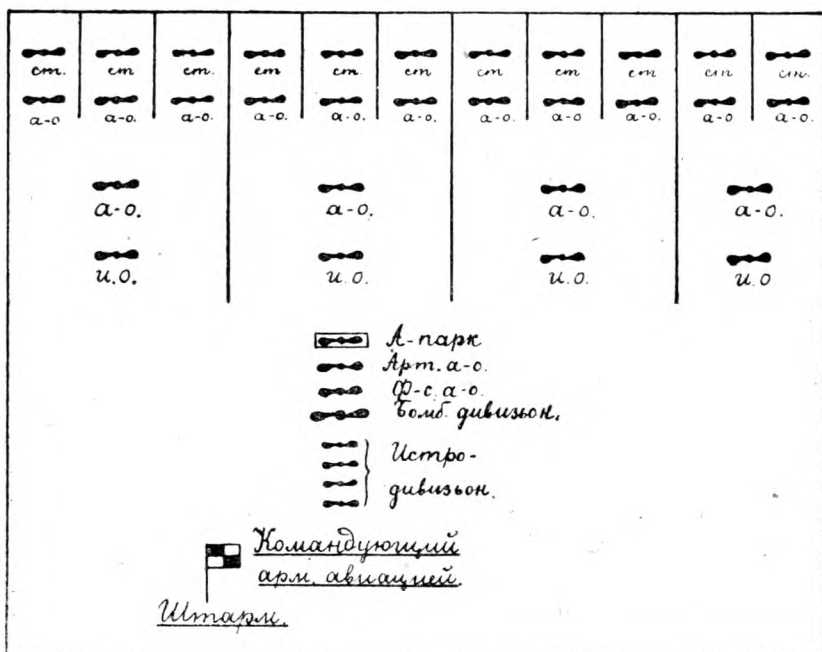 ст. ст ст. ст ст. ст ст ст ст ст ст.
а-о а-о. а-о. а-о. а-о. а-о. а-о. а-о. а-о. а-о а-о.
а-о. а-о. а-о. а-о.
и.о. и.о. и.о. и.о
А-парк
Арт. а-о.
Ф-с. а-о.
Бомб. дивизьон.
Истро-
дивизьон.
Командующий
арм. авиацией.
Штарм.